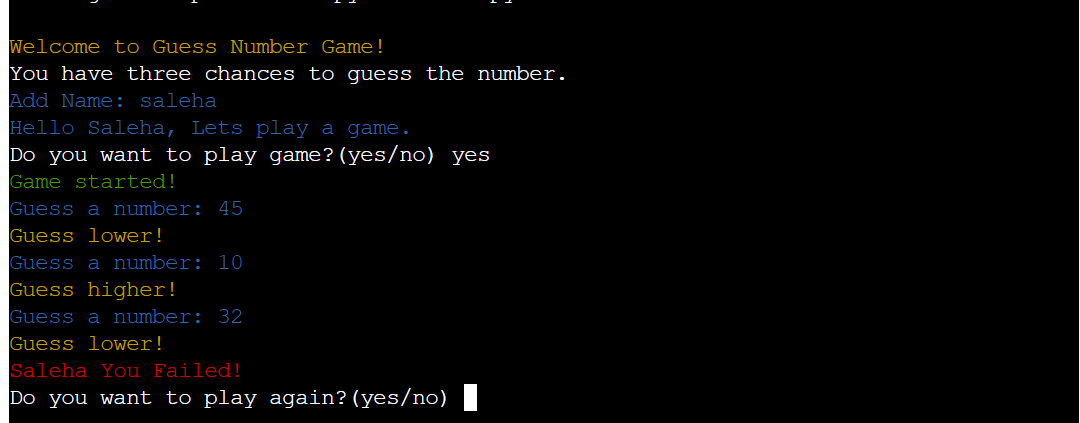 Welcome to Guess Number Game!
You have three chances to guess the number.
Add Name: saleha
Hello Saleha, Lets play a game.
Do you want to play game?(yes/no) yes
Game started!
Guess a number: 45
Guess lower!
Guess a number: 10
Guess higher!
Guess a number: 32
Guess lower!
Saleha You Failed!
Do you want to play again?(yes/no)